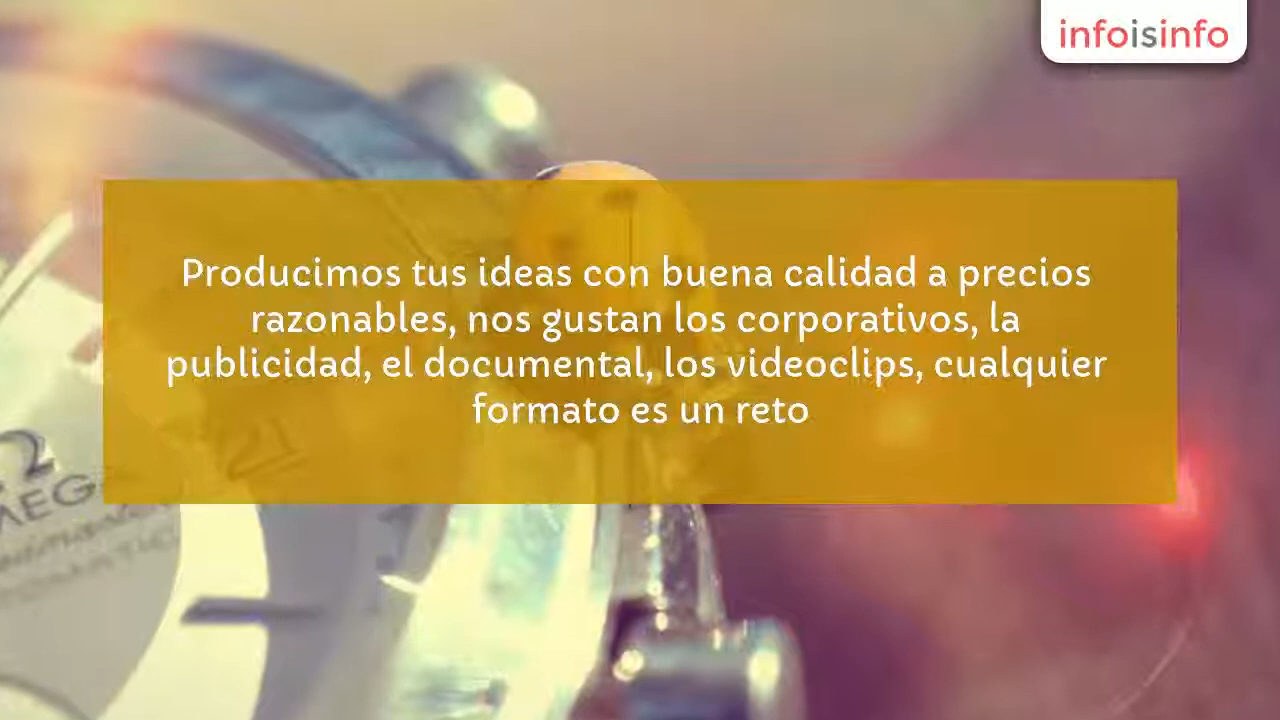 infoisinfo
Producimos tus ideas con buena calidad a precios
razonables, nos gustan los corporativos, la
publicidad, el documental, los videoclips, cualquier
formato es un reto
Ω
21